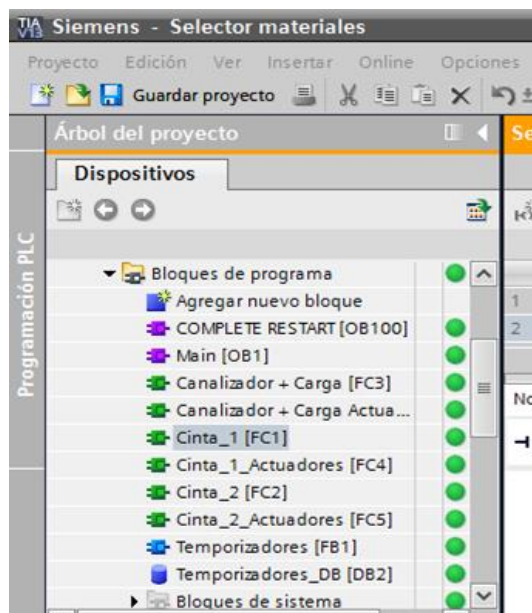 TIA V13 Siemens - Selector materiales
Proyecto Edición Ver Insertar Online Opciones
Guardar proyecto
Árbol del proyecto
Dispositivos
Programación PLC
Bloques de programa
Agregar nuevo bloque
COMPLETE RESTART [OB100]
Main [OB1]
Canalizador + Carga [FC3]
Canalizador + Carga Actua...
Cinta_1 [FC1]
Cinta_1_Actuadores [FC4]
Cinta_2 [FC2]
Cinta_2_Actuadores [FC5]
Temporizadores [FB1]
Temporizadores_DB [DB2]
Bloques de sistema
1
2